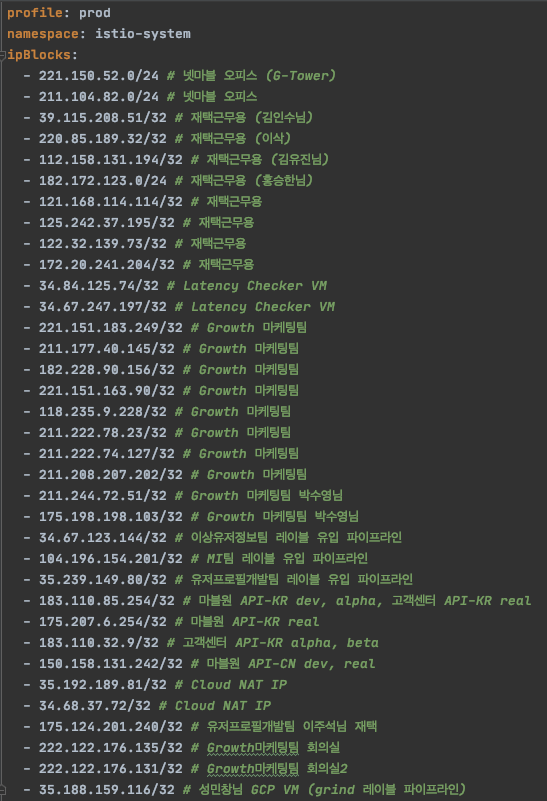 profile: prod
namespace: istio-system
ipBlocks:
- 221.150.52.0/24 # 넷마블 오피스 (G-Tower)
- 211.104.82.0/24 # 넷마블 오피스
- 39.115.208.51/32 # 재택근무용 (김인수님)
- 220.85.189.32/32 # 재택근무용 (이삭)
- 112.158.131.194/32 # 재택근무용 (김유진님)
- 182.172.123.0/24 # 재택근무용 (홍승한님)
- 121.168.114.114/32 # 재택근무용
- 125.242.37.195/32 # 재택근무용
- 122.32.139.73/32 # 재택근무용
- 172.20.241.204/32 # 재택근무용
- 34.84.125.74/32 # Latency Checker VM
- 34.67.247.197/32 # Latency Checker VM
- 221.151.183.249/32 # Growth 마케팅팀
- 211.177.40.145/32 # Growth 마케팅팀
- 182.228.90.156/32 # Growth 마케팅팀
- 221.151.163.90/32 # Growth 마케팅팀
- 118.235.9.228/32 # Growth 마케팅팀
- 211.222.78.23/32 # Growth 마케팅팀
- 211.222.74.127/32 # Growth 마케팅팀
- 211.208.207.202/32 # Growth 마케팅팀
- 211.244.72.51/32 # Growth 마케팅팀 박수영님
- 175.198.198.103/32 # Growth 마케팅팀 박수영님
- 34.67.123.144/32 # 이상유저정보팀 레이블 유입 파이프라인
- 104.196.154.201/32 # MI팀 레이블 유입 파이프라인
- 35.239.149.80/32 # 유저프로필개발팀 레이블 유입 파이프라인
- 183.110.85.254/32 # 마블원 API-KR dev, alpha, 고객센터 API-KR real
- 175.207.6.254/32 # 마블원 API-KR real
- 183.110.32.9/32 # 고객센터 API-KR alpha, beta
- 150.158.131.242/32 # 마블원 API-CN dev, real
- 35.192.189.81/32 # Cloud NAT IP
- 34.68.37.72/32 # Cloud NAT IP
- 175.124.201.240/32 # 유저프로필개발팀 이주석님 재택
- 222.122.176.135/32 # Growth마케팅팀 회의실
- 222.122.176.131/32 # Growth마케팅팀 회의실2
- 35.188.159.116/32 # 성민창님 GCP VM (grind 레이블 파이프라인)